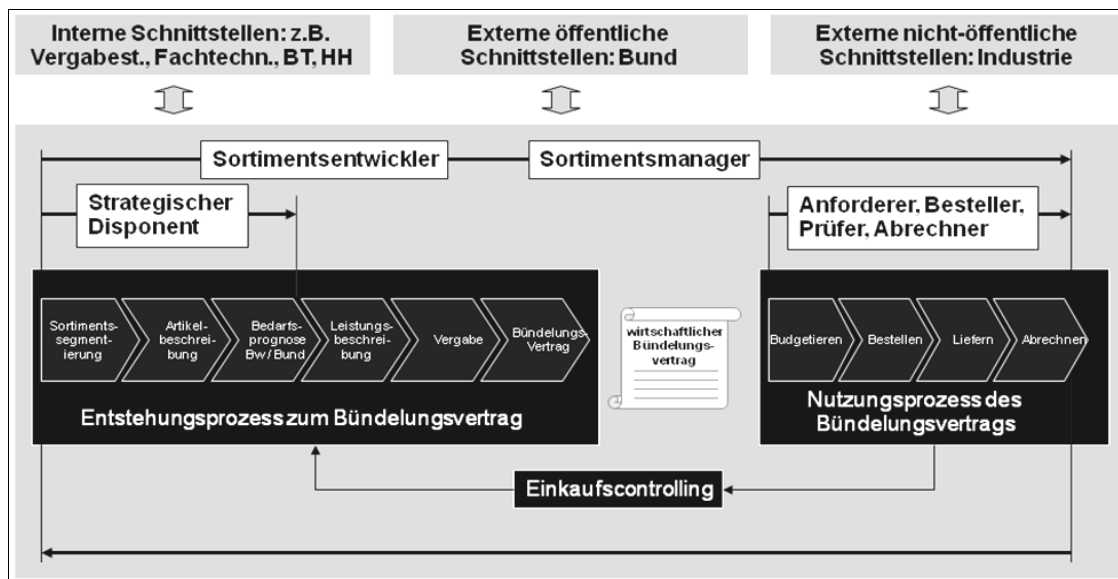 Interne Schnittstellen: z.B.
Vergabest., Fachtechn., BT, HH
Externe öffentliche
Schnittstellen: Bund
Externe nicht-öffentliche
Schnittstellen: Industrie
Sortimentsentwickler
Sortimentsmanager
Strategischer
Disponent
Anforderer, Besteller,
Prüfer, Abrechner
Sortiments-
segment-
ierung
Artikel-
beschrei-
bung
Bedarfs-
prognose
Bw / Bund
Leistungs-
beschrei-
bung
Vergabe
Bündelungs-
Vertrag
Entstehungsprozess zum Bündelungsvertrag
wirtschaftlicher
Bündelungs-
vertrag
Budgetieren
Bestellen
Liefern
Abrechnen
Nutzungsprozess des
Bündelungsvertrags
Einkaufscontrolling